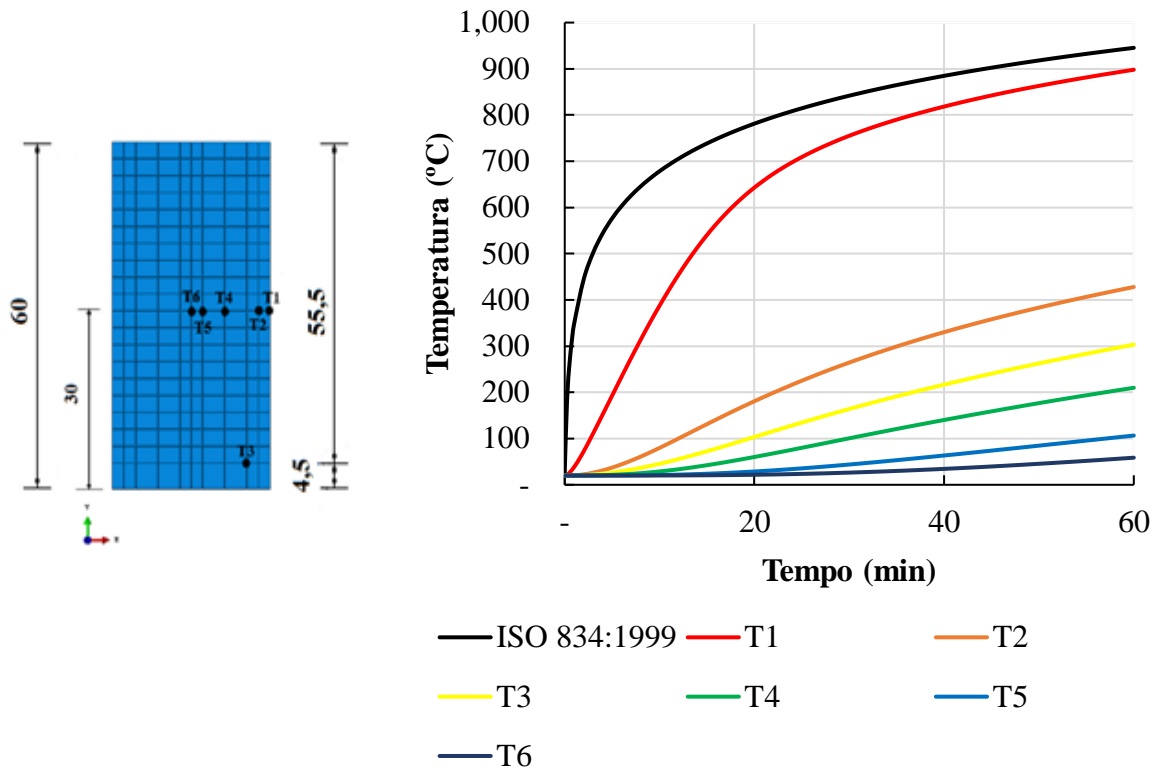 60
30
55,5
4,5
T6
T4
T1
T5
T2
T3
Y
X
Temperatura (ºC)
1,000
900
800
700
600
500
400
300
200
100
-
- 20 40 60
Tempo (min)
ISO 834:1999 T1 T2
T3 T4 T5
T6